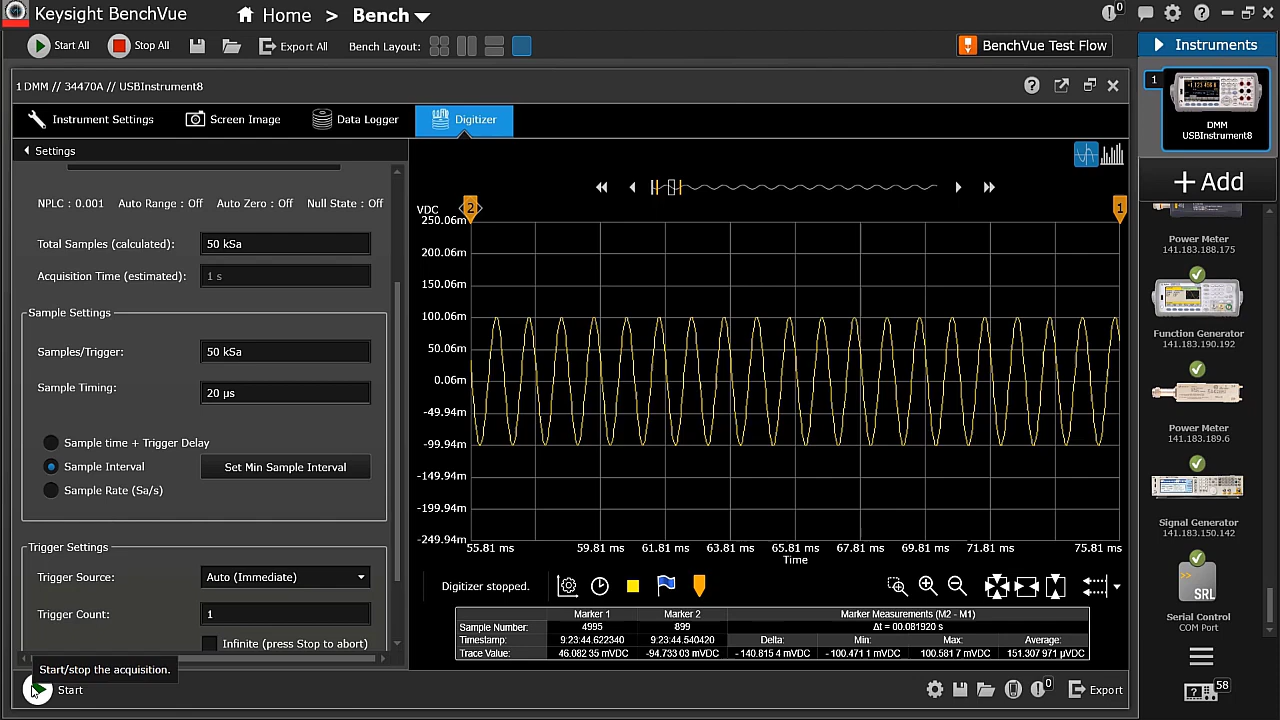 Keysight BenchVue
Home > Bench
0
Start All
Stop All
Export All
Bench Layout:
BenchVue Test Flow
Instruments
1 DMM // 34470A // USBInstrument8
1
DMM
USBInstrument8
Instrument Settings
Screen Image
Data Logger
Digitizer
Settings
Add
NPLC : 0.001 Auto Range : Off Auto Zero : Off Null State : Off
Total Samples (calculated): 50 kSa
Acquisition Time (estimated): 1 s
Sample Settings
Samples/Trigger: 50 kSa
Sample Timing: 20 µs
Sample time + Trigger Delay
Sample Interval
Set Min Sample Interval
Sample Rate (Sa/s)
Trigger Settings
Trigger Source: Auto (Immediate)
Trigger Count: 1
Infinite (press Stop to abort)
Start/stop the acquisition.
Start
VDC
2
1
250.06m
200.06m
150.06m
100.06m
50.06m
0.06m
-49.94m
-99.94m
-149.94m
-199.94m
-249.94m
55.81 ms 59.81 ms 61.81 ms 63.81 ms 65.81 ms 67.81 ms 69.81 ms 71.81 ms 75.81 ms
Time
Digitizer stopped.
Marker 1 Marker 2 Marker Measurements (M2 - M1)
Sample Number: 4995 899 Δt = 00.081920 s
Timestamp: 9:23:44.622340 9:23:44.540420 Delta: Min: Max: Average:
Trace Value: 46.082 35 mVDC -94.733 03 mVDC - 140.815 4 mVDC -100.471 1 mVDC 100.581 7 mVDC 151.307 971 µVDC
0
Export
Power Meter
141.183.188.175
Function Generator
141.183.190.192
Power Meter
141.183.189.6
Signal Generator
141.183.150.142
SRL
Serial Control
COM Port
?
58